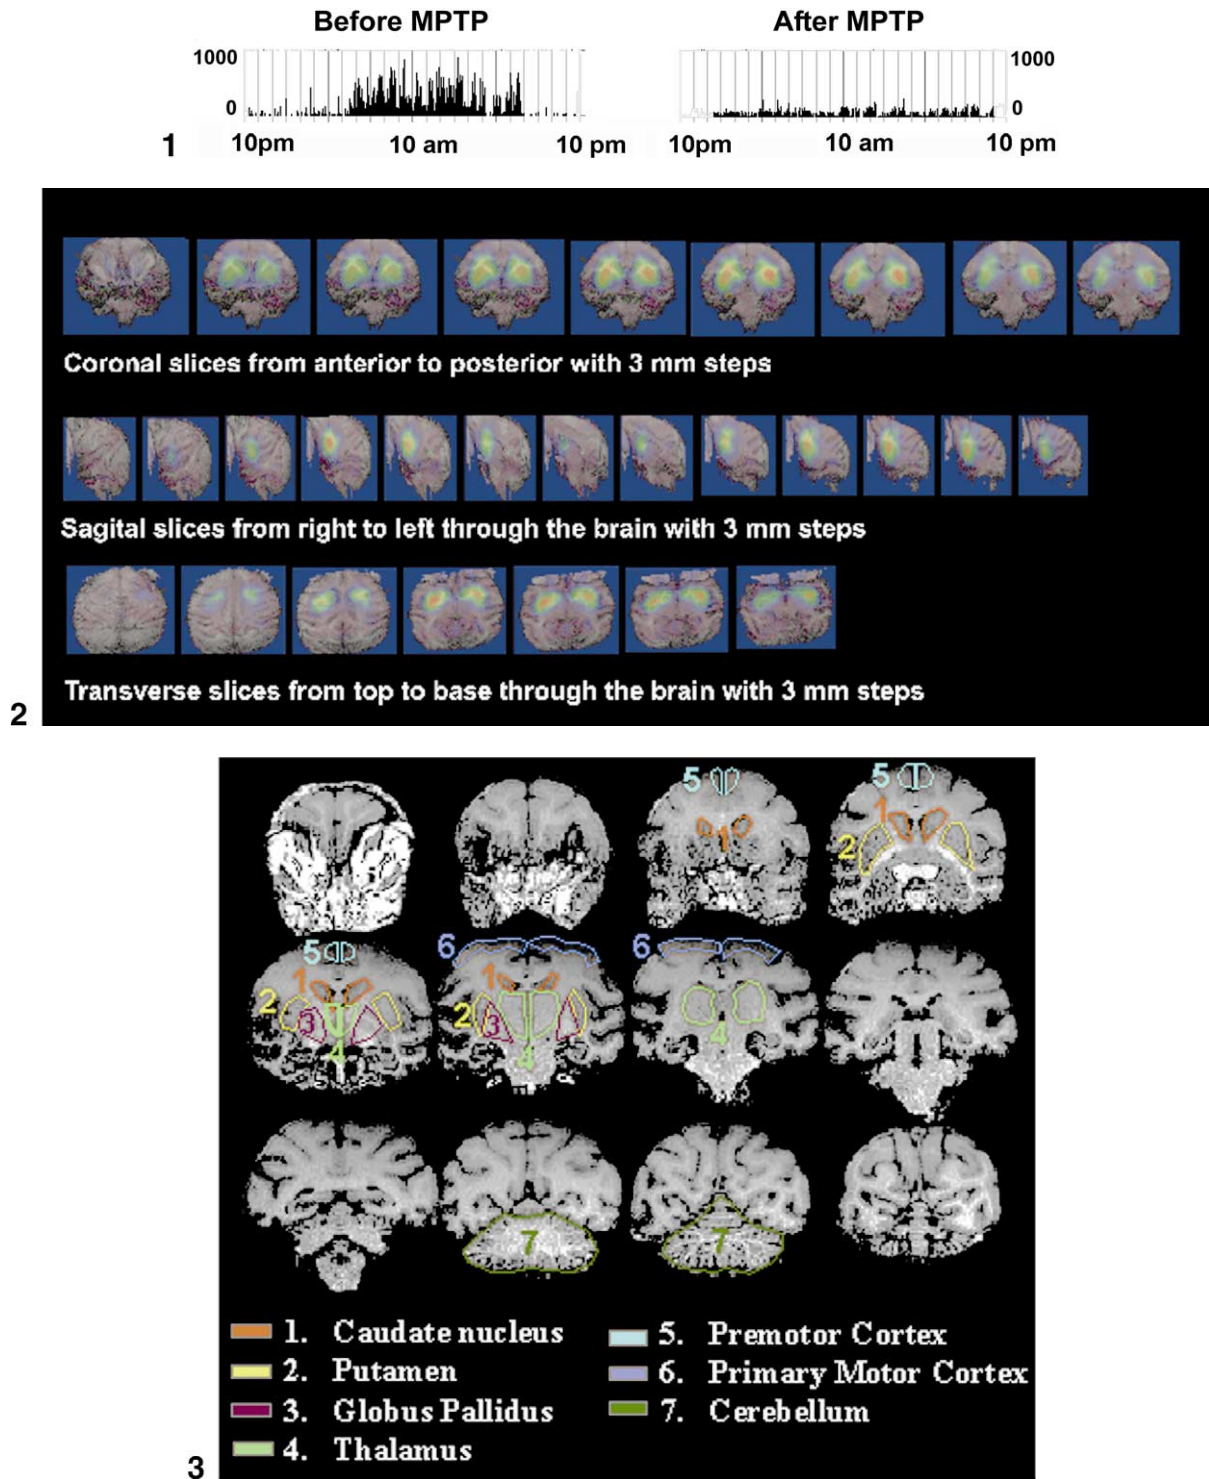 Before MPTP After MPTP
1000 1000
0 0
1 10pm 10 am 10 pm 10pm 10 am 10 pm
Coronal slices from anterior to posterior with 3 mm steps
Sagital slices from right to left through the brain with 3 mm steps
Transverse slices from top to base through the brain with 3 mm steps
2
5 5
1 1
2
5 6 6
1 1
2 3 2 3
4 4 4
7 7
1. Caudate nucleus 5. Premotor Cortex
2. Putamen 6. Primary Motor Cortex
3. Globus Pallidus 7. Cerebellum
4. Thalamus
3